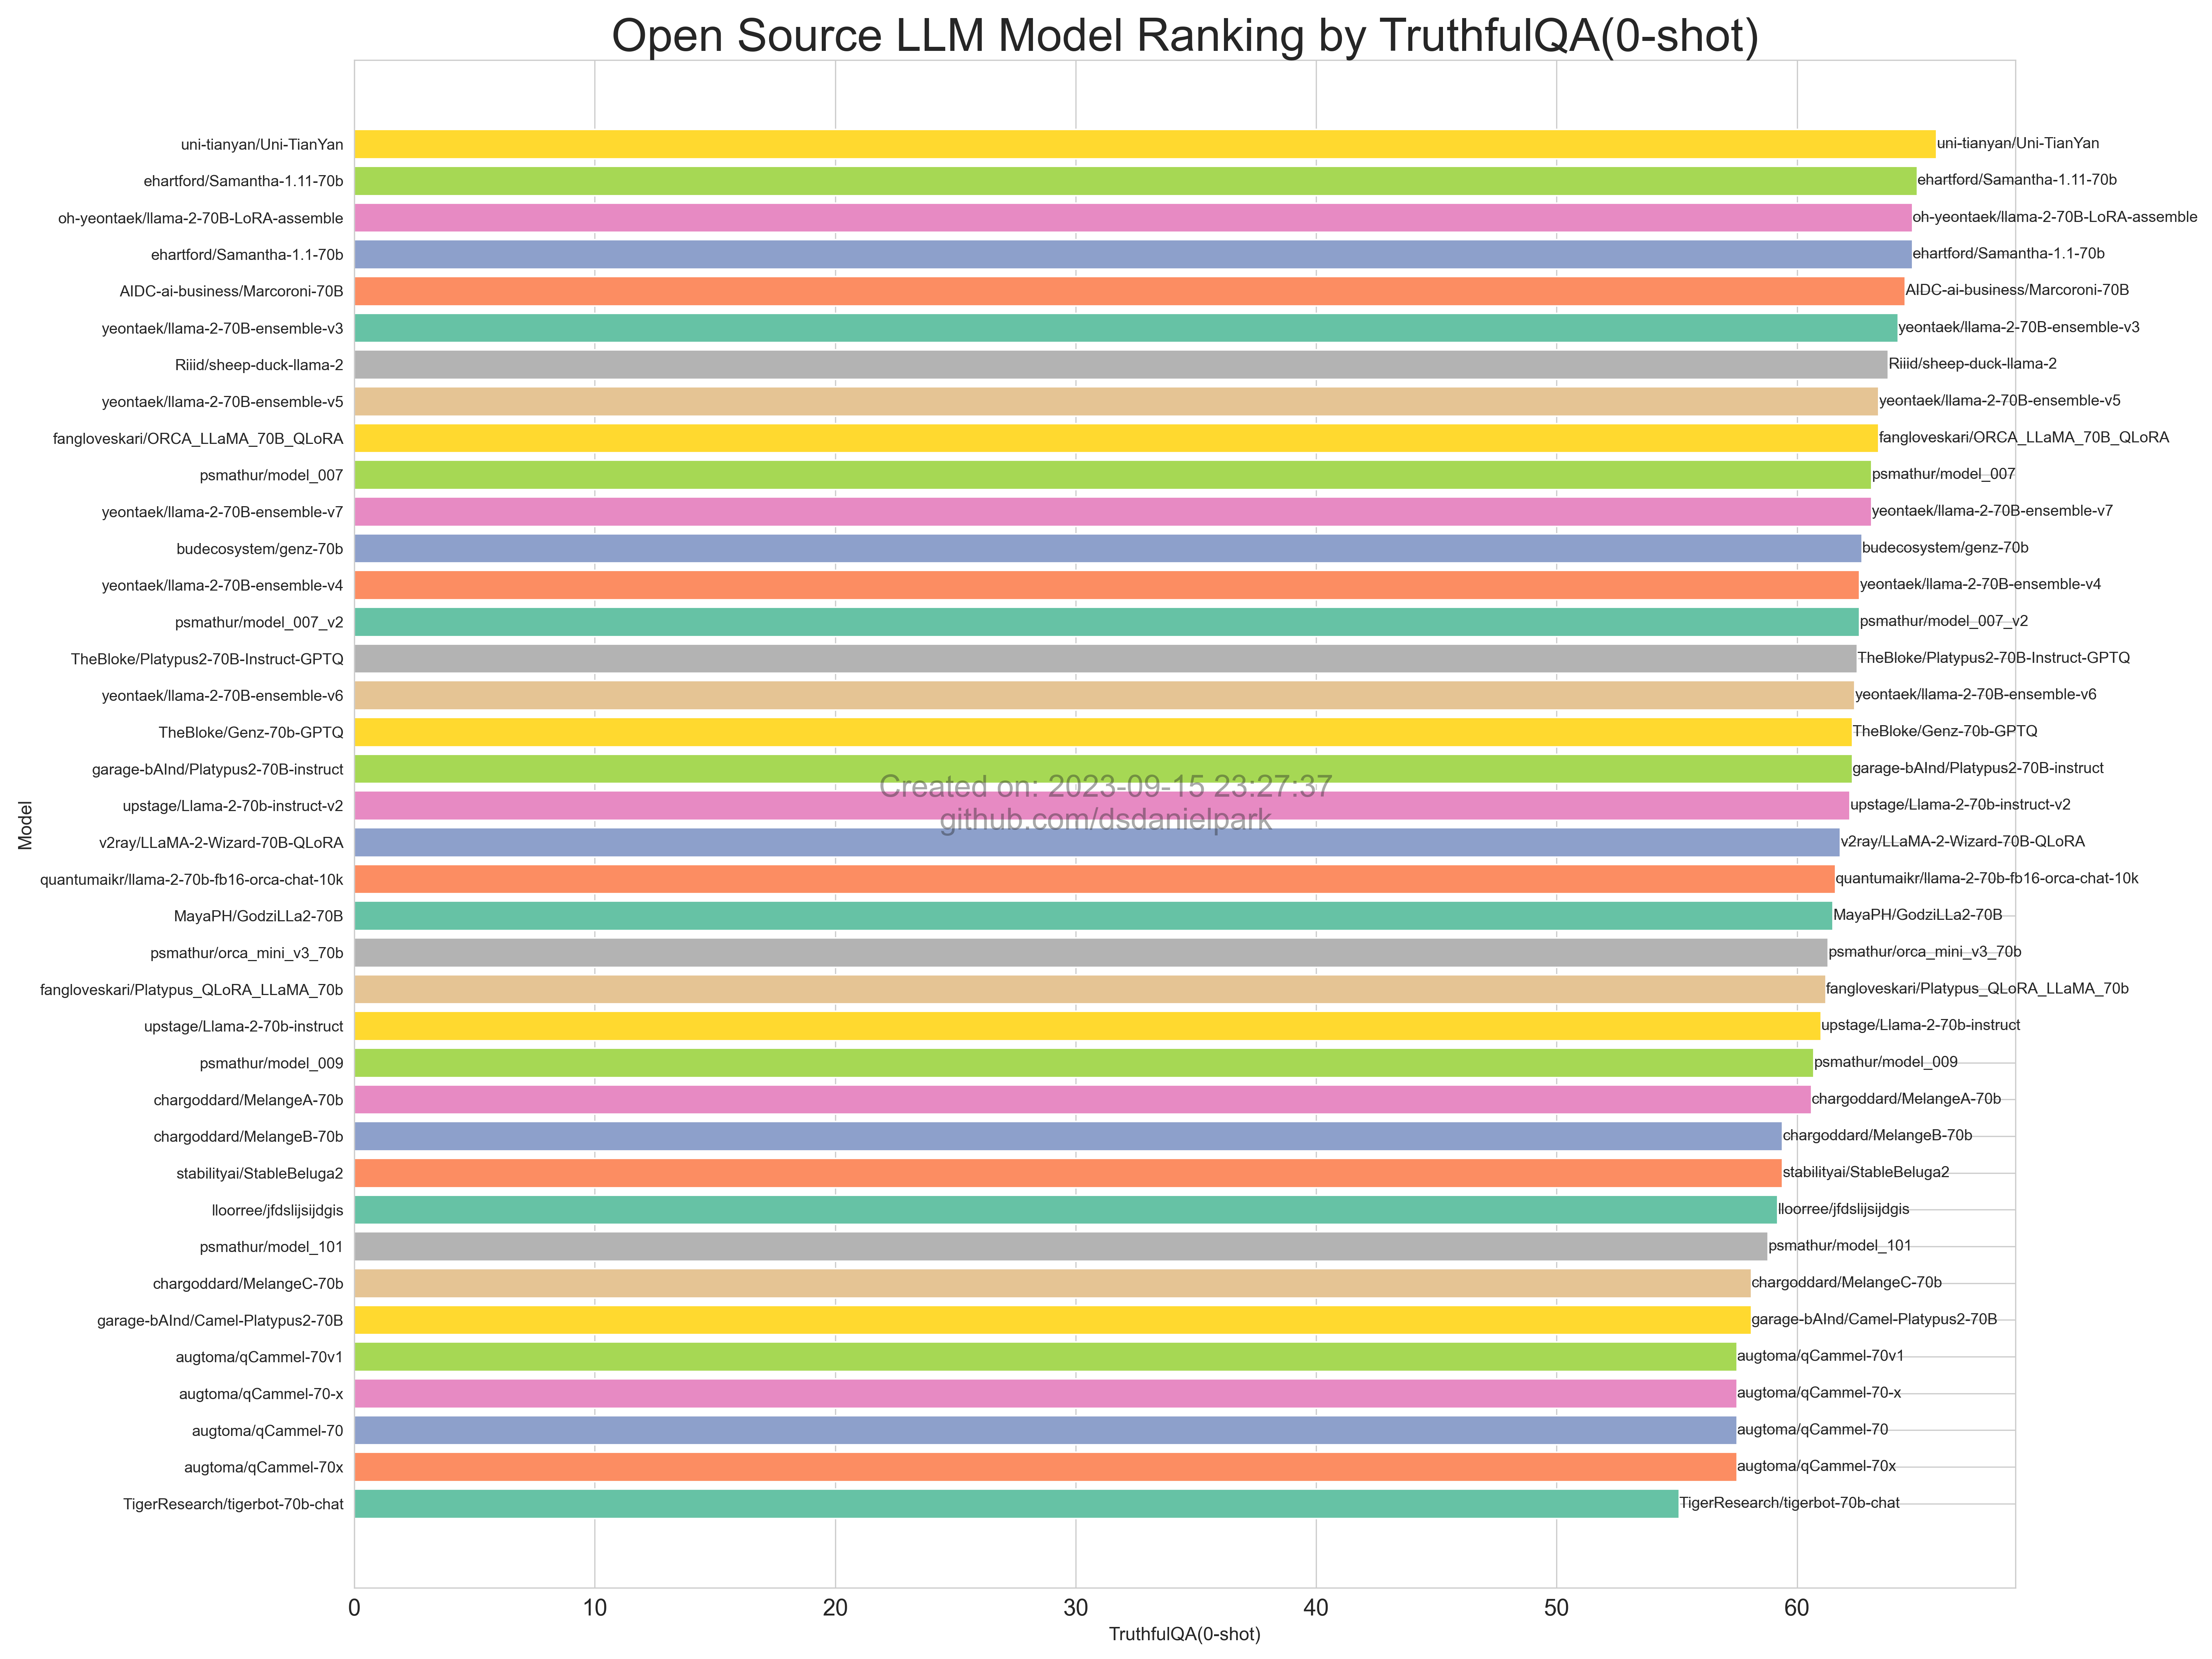 Open Source LLM Model Ranking by TruthfulQA(0-shot)
uni-tianyan/Uni-TianYan uni-tianyan/Uni-TianYan
ehartford/Samantha-1.11-70b ehartford/Samantha-1.11-70b
oh-yeontaek/llama-2-70B-LoRA-assemble oh-yeontaek/llama-2-70B-LoRA-assemble
ehartford/Samantha-1.1-70b ehartford/Samantha-1.1-70b
AIDC-ai-business/Marcoroni-70B AIDC-ai-business/Marcoroni-70B
yeontaek/llama-2-70B-ensemble-v3 yeontaek/llama-2-70B-ensemble-v3
Riiid/sheep-duck-llama-2 Riiid/sheep-duck-llama-2
yeontaek/llama-2-70B-ensemble-v5 yeontaek/llama-2-70B-ensemble-v5
fangloveskari/ORCA_LLaMA_70B_QLoRA fangloveskari/ORCA_LLaMA_70B_QLoRA
psmathur/model_007 psmathur/model_007
yeontaek/llama-2-70B-ensemble-v7 yeontaek/llama-2-70B-ensemble-v7
budecosystem/genz-70b budecosystem/genz-70b
yeontaek/llama-2-70B-ensemble-v4 yeontaek/llama-2-70B-ensemble-v4
psmathur/model_007_v2 psmathur/model_007_v2
TheBloke/Platypus2-70B-Instruct-GPTQ TheBloke/Platypus2-70B-Instruct-GPTQ
yeontaek/llama-2-70B-ensemble-v6 yeontaek/llama-2-70B-ensemble-v6
TheBloke/Genz-70b-GPTQ TheBloke/Genz-70b-GPTQ
garage-bAInd/Platypus2-70B-instruct garage-bAInd/Platypus2-70B-instruct
Created on: 2023-09-15 23:27:37
upstage/Llama-2-70b-instruct-v2 upstage/Llama-2-70b-instruct-v2
github.com/dsdanielpark
Model
v2ray/LLaMA-2-Wizard-70B-QLoRA v2ray/LLaMA-2-Wizard-70B-QLoRA
quantumaikr/llama-2-70b-fb16-orca-chat-10k quantumaikr/llama-2-70b-fb16-orca-chat-10k
MayaPH/GodziLLa2-70B MayaPH/GodziLLa2-70B
psmathur/orca_mini_v3_70b psmathur/orca_mini_v3_70b
fangloveskari/Platypus_QLoRA_LLaMA_70b fangloveskari/Platypus_QLoRA_LLaMA_70b
upstage/Llama-2-70b-instruct upstage/Llama-2-70b-instruct
psmathur/model_009 psmathur/model_009
chargoddard/MelangeA-70b chargoddard/MelangeA-70b
chargoddard/MelangeB-70b chargoddard/MelangeB-70b
stabilityai/StableBeluga2 stabilityai/StableBeluga2
lloorree/jfdslijsijdgis lloorree/jfdslijsijdgis
psmathur/model_101 psmathur/model_101
chargoddard/MelangeC-70b chargoddard/MelangeC-70b
garage-bAInd/Camel-Platypus2-70B garage-bAInd/Camel-Platypus2-70B
augtoma/qCammel-70v1 augtoma/qCammel-70v1
augtoma/qCammel-70-x augtoma/qCammel-70-x
augtoma/qCammel-70 augtoma/qCammel-70
augtoma/qCammel-70x augtoma/qCammel-70x
TigerResearch/tigerbot-70b-chat TigerResearch/tigerbot-70b-chat
0 10 20 30 40 50 60
TruthfulQA(0-shot)